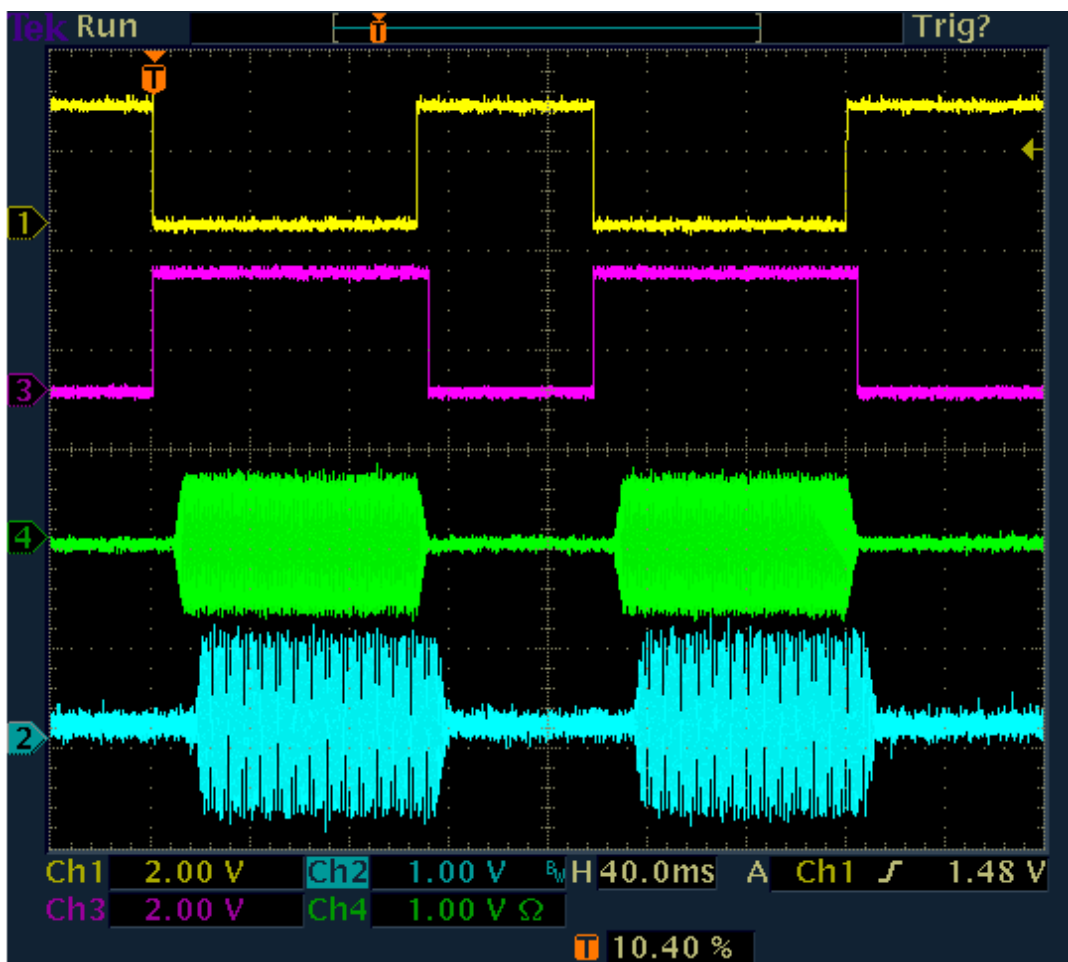 Tek Run Trig?
T
T
1
3
4
2
Ch1 2.00 V Ch2 1.00 V BW H 40.0ms A Ch1 1.48 V
Ch3 2.00 V Ch4 1.00 V Ω
T 10.40 %